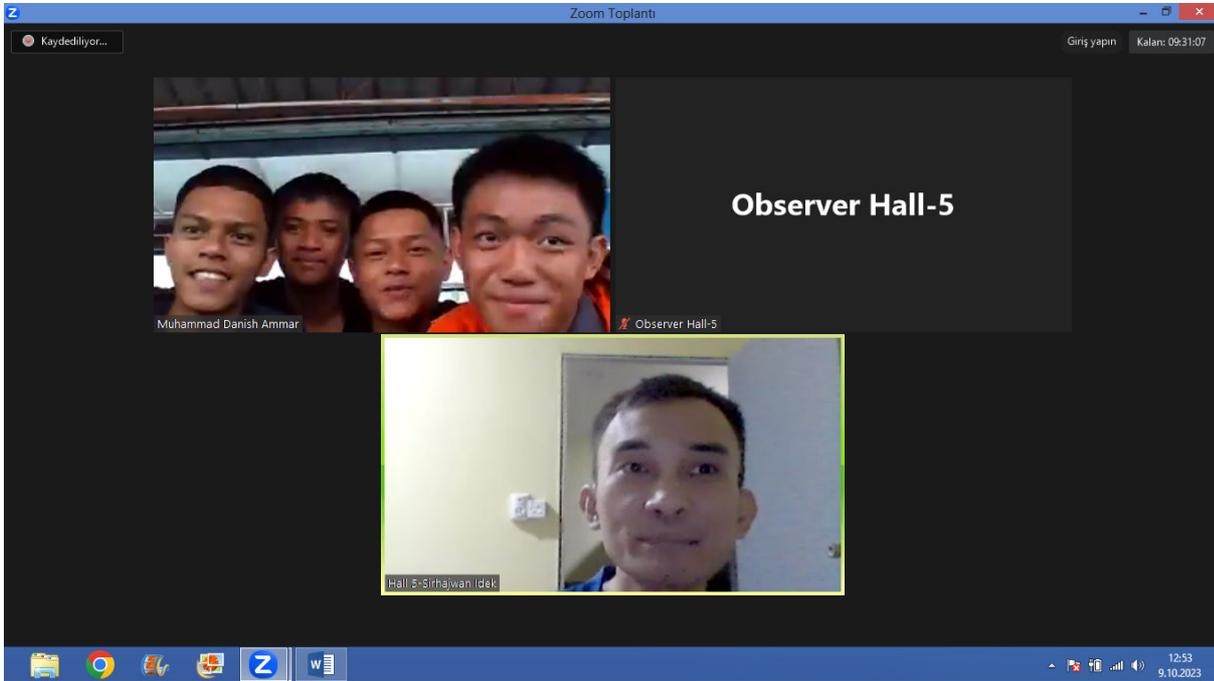 Zoom Toplantı
Kaydediliyor...
Giriş yapın
Kalan: 09:31:07
Muhammad Danish Ammar
Observer Hall-5
Observer Hall-5
Hall 5-Sirhajwan Idek
12:53
9.10.2023